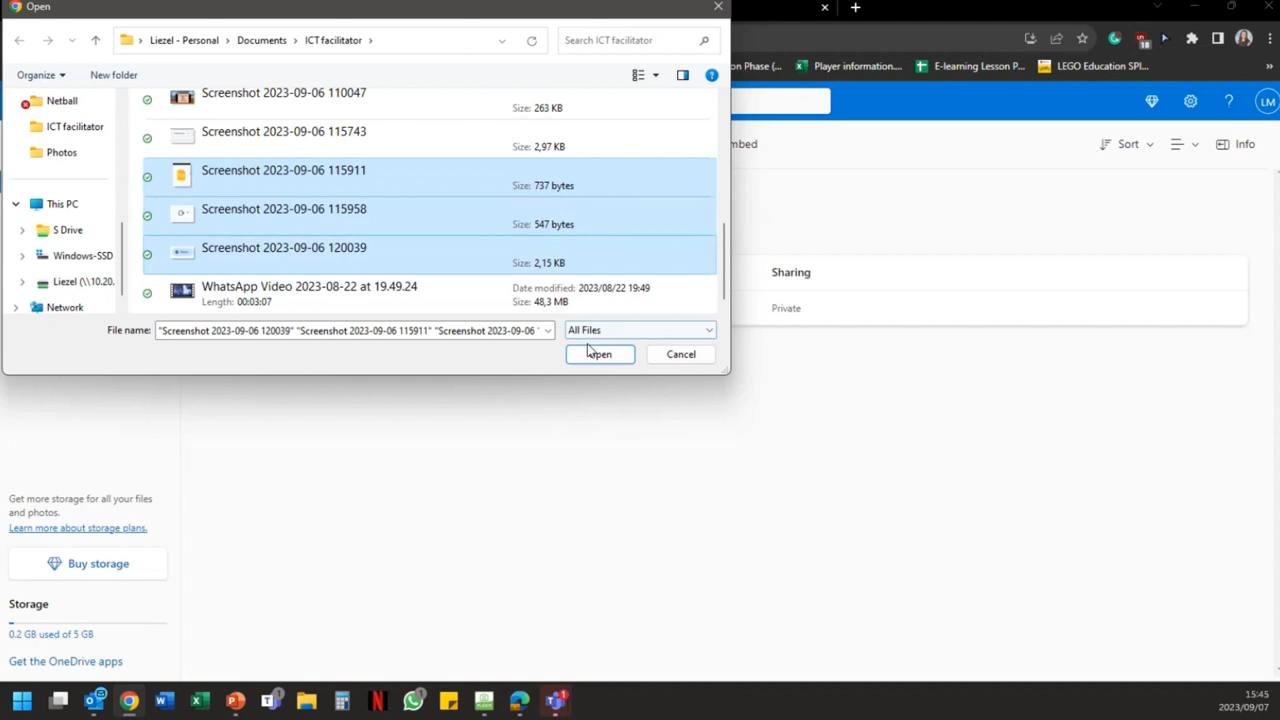 Open
Liezel - Personal > Documents > ICT facilitator >
Search ICT facilitator
Organize
New folder
on Phase (...
Player information....
E-learning Lesson P...
LEGO Education SPI...
»
18
LM
mbed
Sort
Info
Netball
ICT facilitator
Photos
This PC
S Drive
Windows-SSD
Liezel (\\10.20.
Network
Screenshot 2023-09-06 110047
Size: 263 KB
Screenshot 2023-09-06 115743
Size: 2,97 KB
Screenshot 2023-09-06 115911
Size: 737 bytes
Screenshot 2023-09-06 115958
Size: 547 bytes
Screenshot 2023-09-06 120039
Size: 2,15 KB
WhatsApp Video 2023-08-22 at 19.49.24
Date modified: 2023/08/22 19:49
Length: 00:03:07
Size: 48,3 MB
File name:
"Screenshot 2023-09-06 120039" "Screenshot 2023-09-06 115911" "Screenshot 2023-09-06 '
All Files
Open
Cancel
Sharing
Private
Get more storage for all your files
and photos.
Learn more about storage plans.
Buy storage
Storage
0.2 GB used of 5 GB
Get the OneDrive apps
15:45
2023/09/07